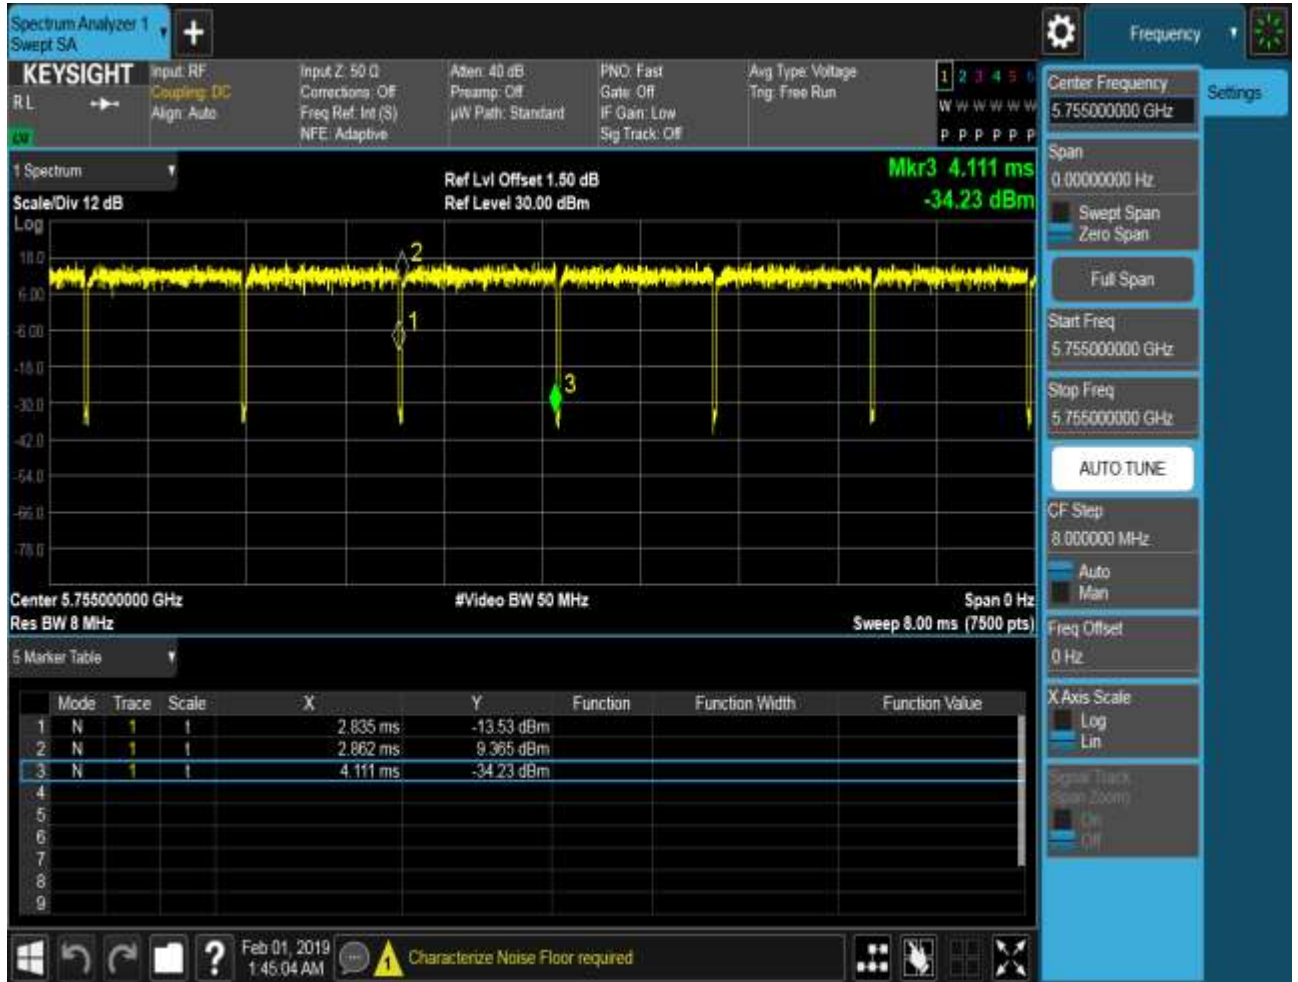 Spectrum Analyzer 1
Swept SA
Frequency
KEYSIGHT
R L
Input: RF
Coupling: DC
Align: Auto
Input Z: 50 Ω
Corrections: Off
Freq Ref: Int (S)
NFE: Adaptive
Atten: 40 dB
Preamp: Off
µW Path: Standard
PNO: Fast
Gate: Off
IF Gain: Low
Sig Track: Off
Avg Type: Voltage
Trig: Free Run
1 2 3 4 5 6
W W W W W W
P P P P P P
Center Frequency
5.755000000 GHz
Settings
Span
0.00000000 Hz
Swept Span
Zero Span
Full Span
Start Freq
5.755000000 GHz
Stop Freq
5.755000000 GHz
AUTO TUNE
CF Step
8.000000 MHz
Auto
Man
Freq Offset
0 Hz
X Axis Scale
Log
Lin
Signal Track
(Span Zoom)
On
Off
1 Spectrum
Scale/Div 12 dB
Ref Lvl Offset 1.50 dB
Ref Level 30.00 dBm
Mkr3 4.111 ms
-34.23 dBm
Log
18.0
6.00
-6.00
-18.0
-30.0
-42.0
-54.0
-66.0
-78.0
2
1
3
Center 5.755000000 GHz
#Video BW 50 MHz
Span 0 Hz
Res BW 8 MHz
Sweep 8.00 ms (7500 pts)
5 Marker Table
Mode Trace Scale X Y Function Function Width Function Value
1 N 1 t 2.835 ms -13.53 dBm
2 N 1 t 2.862 ms 9.365 dBm
3 N 1 t 4.111 ms -34.23 dBm
4
5
6
7
8
9
?
Feb 01, 2019
1:45:04 AM
1
Characterize Noise Floor required